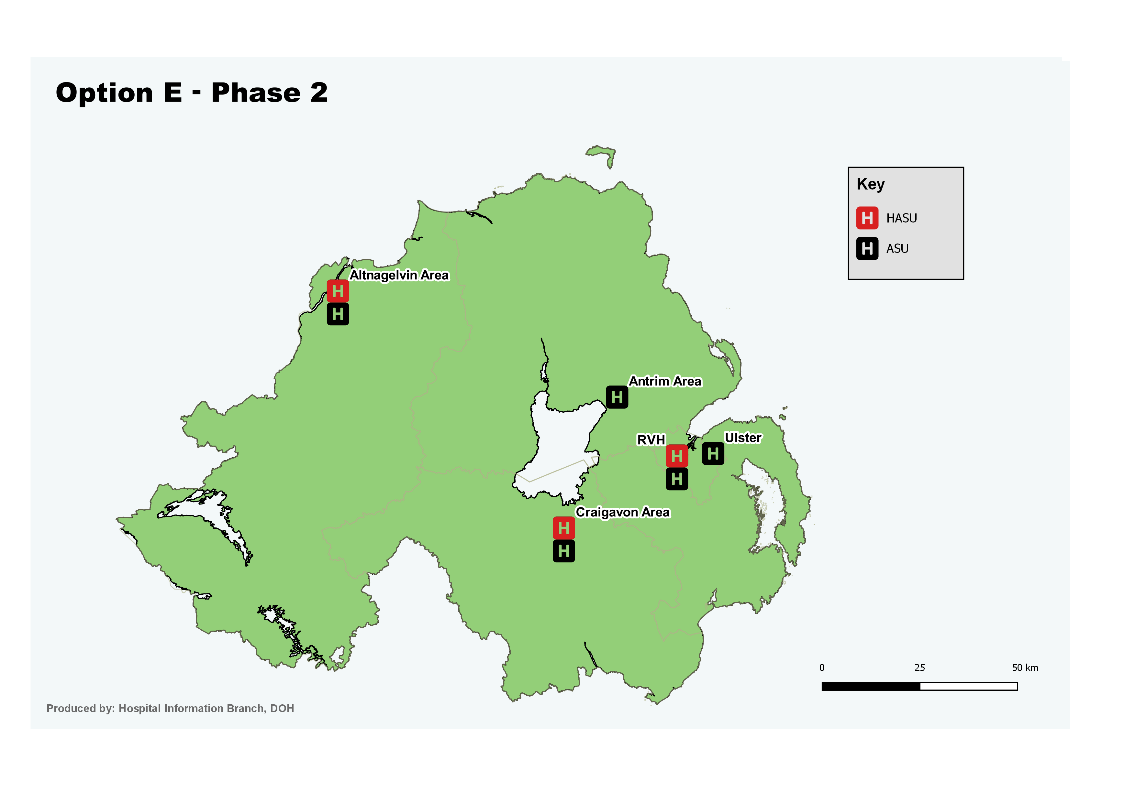 Option E - Phase 2
Key
H HASU
H ASU
Altnagelvin Area
H
H
Antrim Area
H
RVH
Ulster
H
H
H
Craigavon Area
H
H
0 25 50 km
Produced by: Hospital Information Branch, DOH